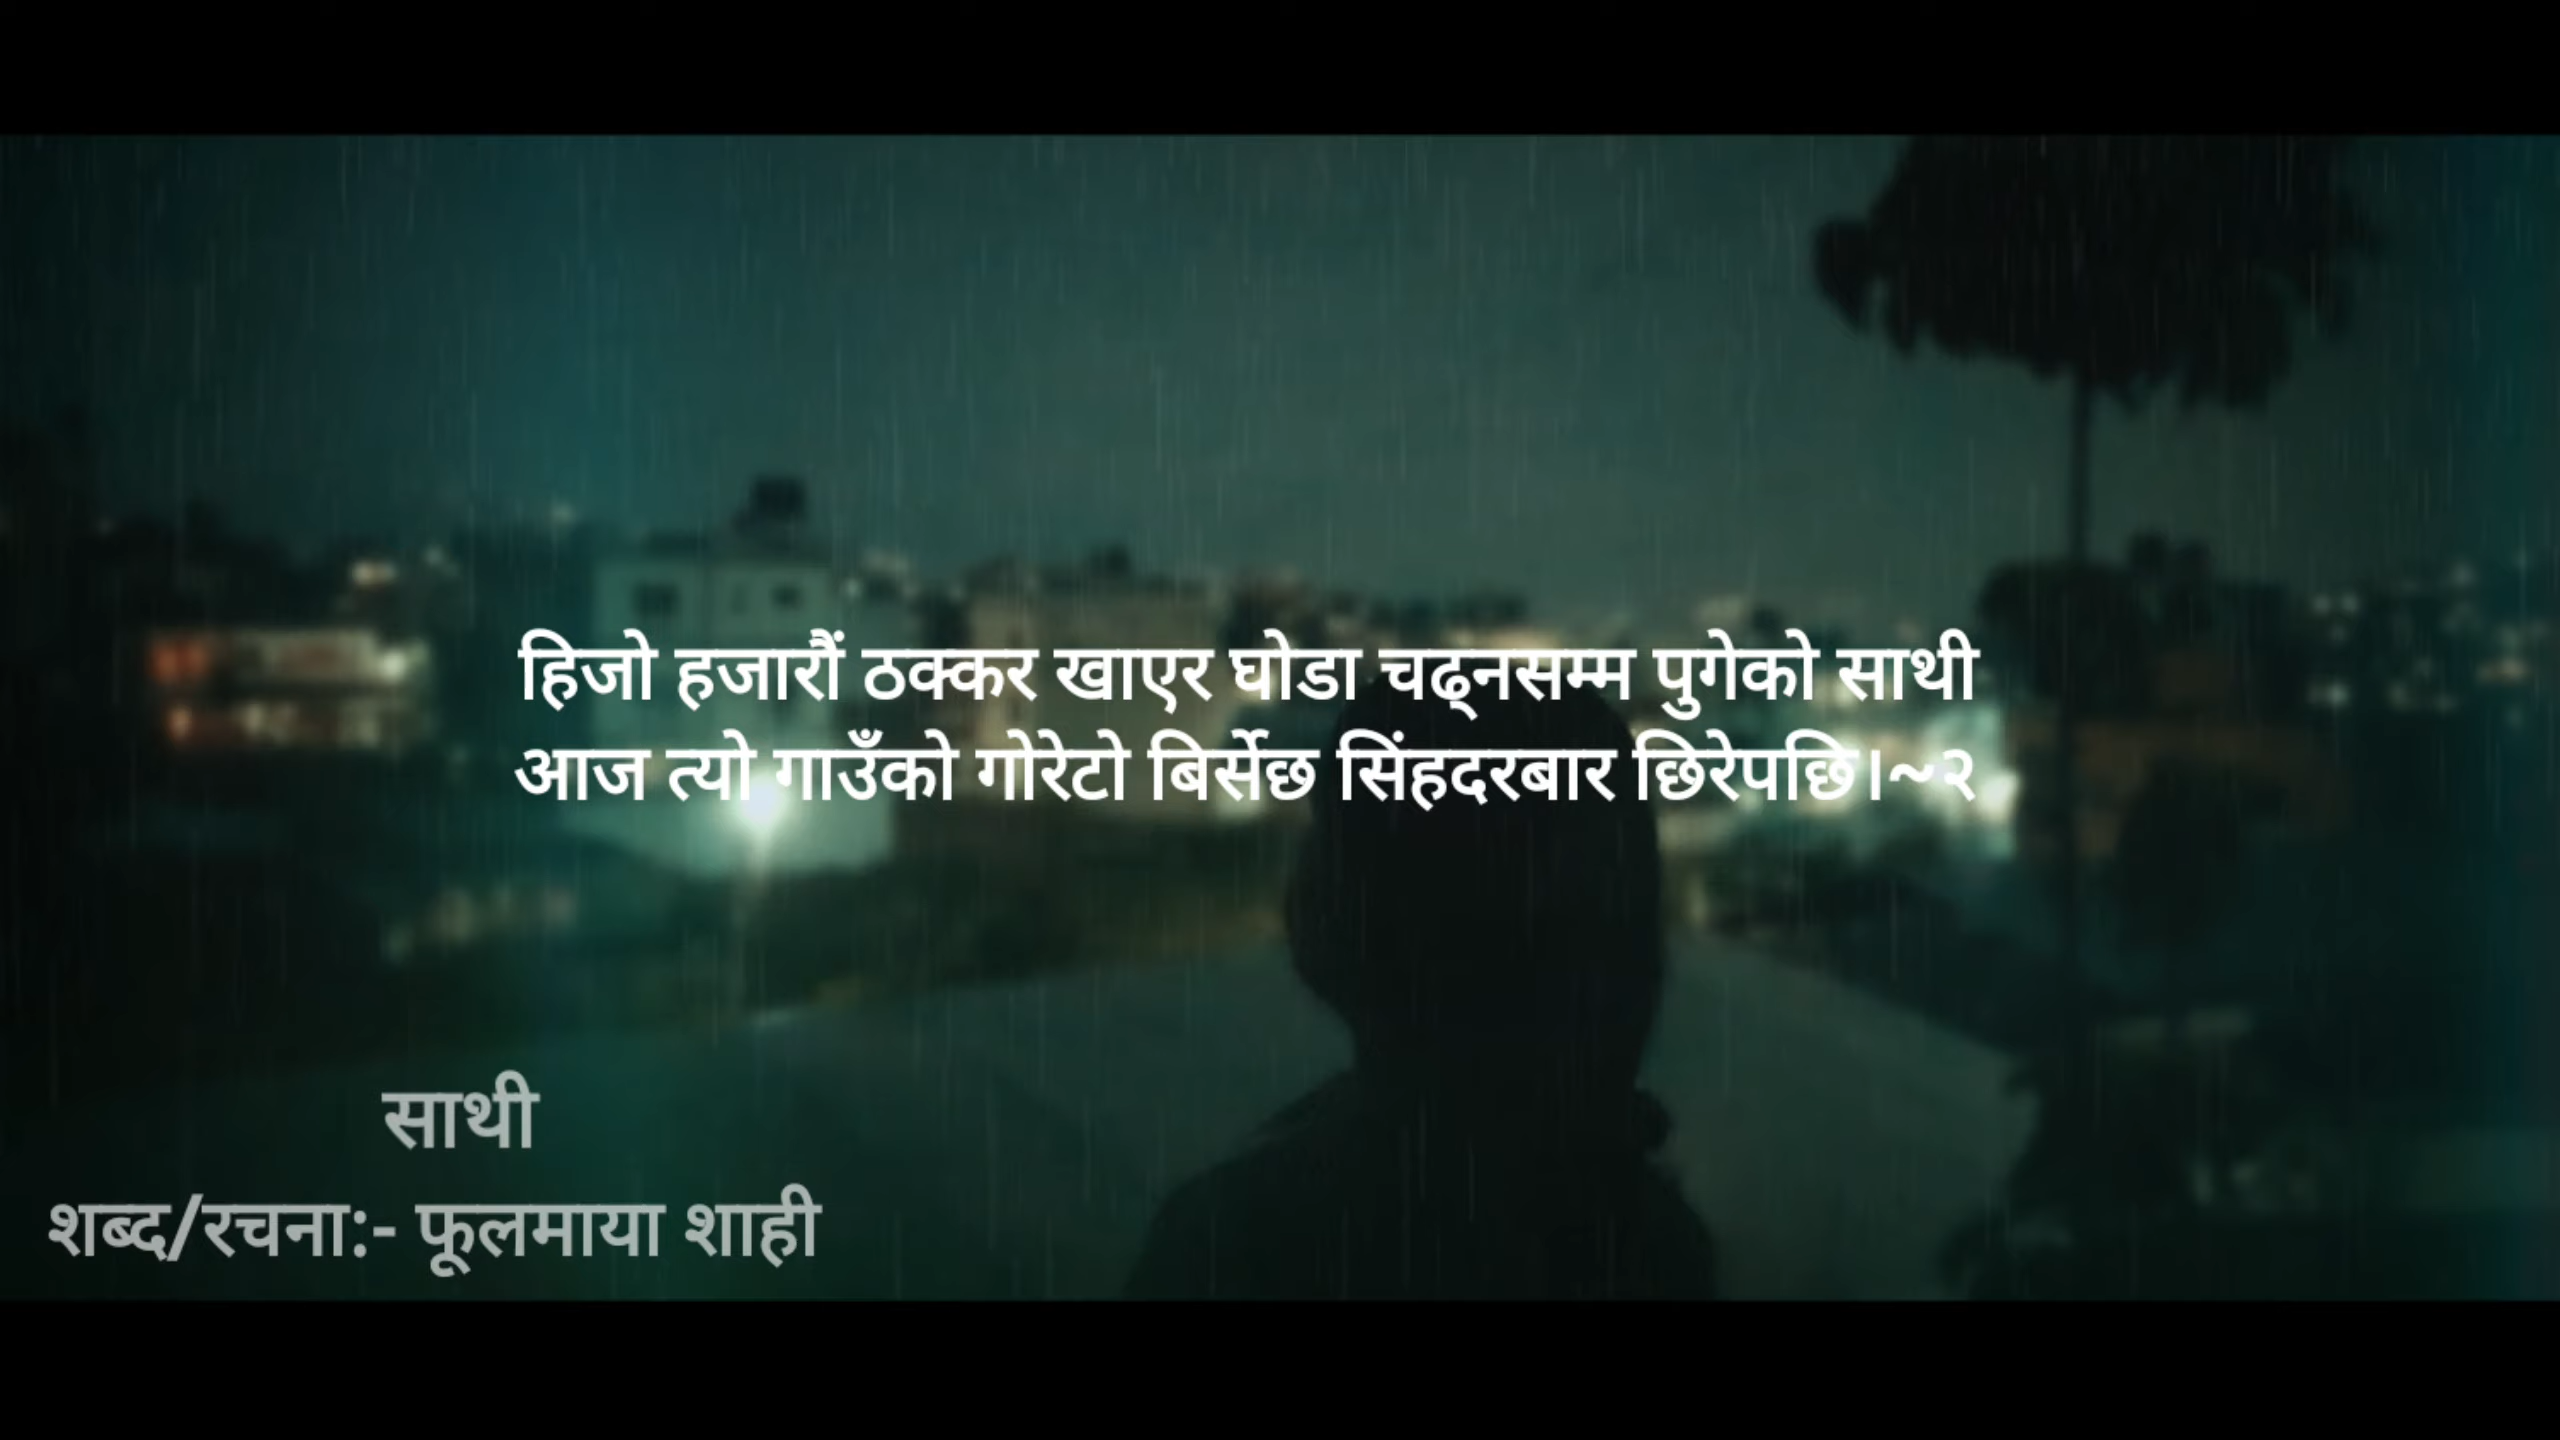 हिजो हजारौं ठक्कर खाएर घोडा चढ्नसम्म पुगेको साथी
आज त्यो गाउँको गोरेटो बिर्सेछ सिंहदरबार छिरेपछि।~२
साथी
शब्द/रचना:- फूलमाया शाही